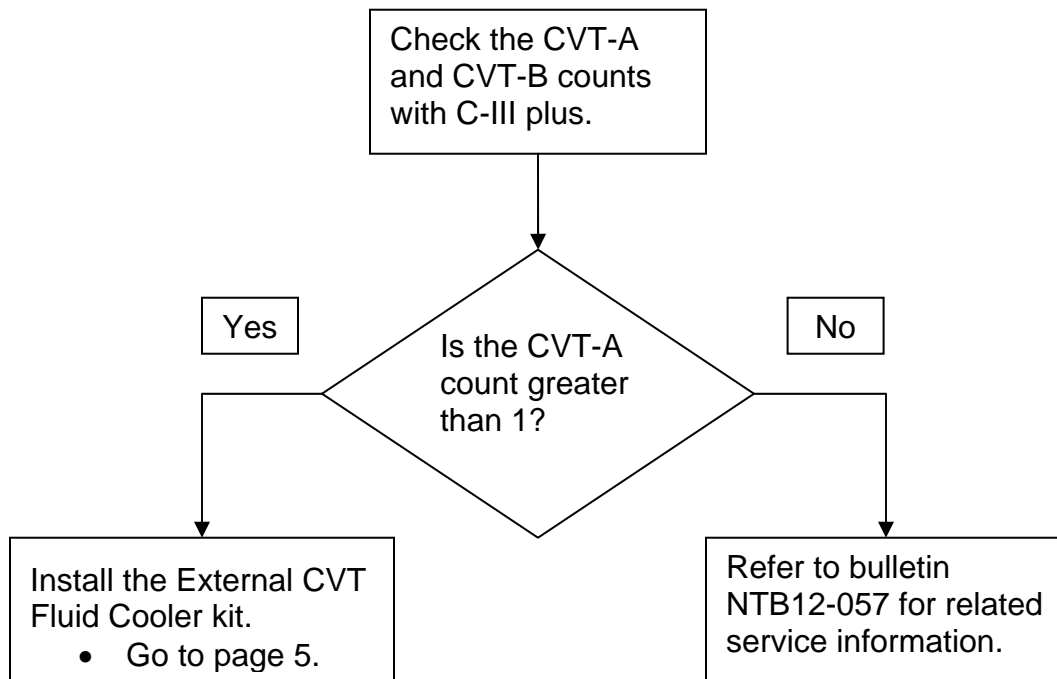 Check the CVT-A
and CVT-B counts
with C-III plus.
Yes
No
Is the CVT-A
count greater
than 1?
Install the External CVT
Fluid Cooler kit.
• Go to page 5.
Refer to bulletin
NTB12-057 for related
service information.